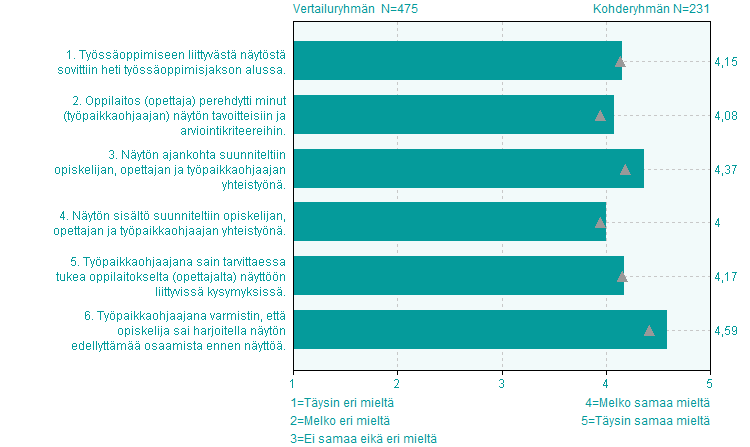 Vertailuryhmän N=475 Kohderyhmän N=231
1. Työssäoppimiseen liittyvästä näytöstä
sovittiin heti työssäoppimisjakson alussa.
4,15
2. Oppilaitos (opettaja) perehdytti minut
(työpaikkaohjaajan) näytön tavoitteisiin ja
arviointikriteereihin.
4,08
3. Näytön ajankohta suunniteltiin
opiskelijan, opettajan ja työpaikkaohjaajan
yhteistyönä.
4,37
4. Näytön sisältö suunniteltiin opiskelijan,
opettajan ja työpaikkaohjaajan yhteistyönä.
4
5. Työpaikkaohjaajana sain tarvittaessa
tukea oppilaitokselta (opettajalta) näyttöön
liittyvissä kysymyksissä.
4,17
6. Työpaikkaohjaajana varmistin, että
opiskelija sai harjoitella näytön
edellyttämää osaamista ennen näyttöä.
4,59
1 2 3 4 5
1=Täysin eri mieltä
2=Melko eri mieltä
3=Ei samaa eikä eri mieltä
4=Melko samaa mieltä
5=Täysin samaa mieltä